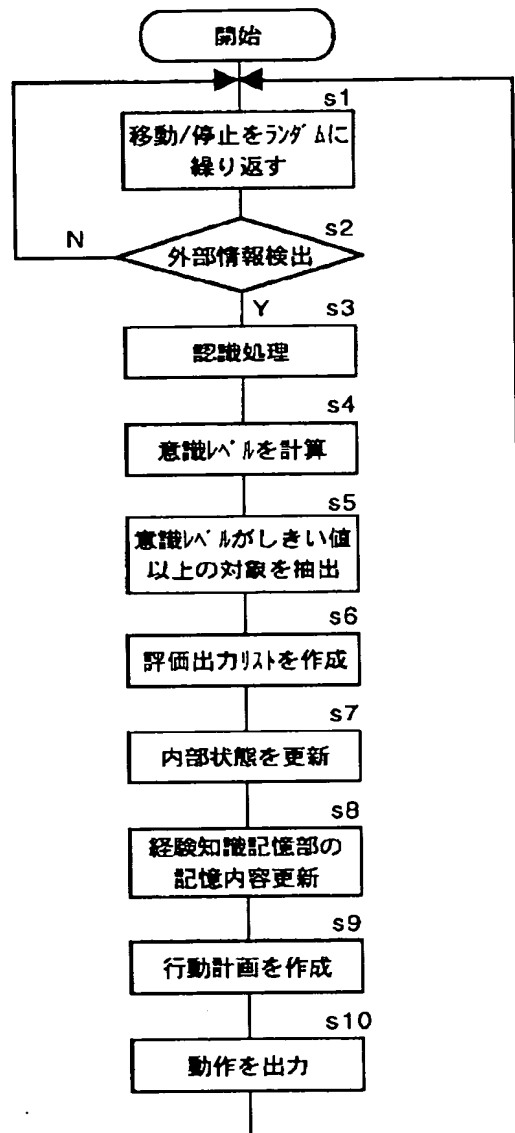 開始
s1
移動/停止をﾗﾝﾀﾞﾑに
繰り返す
s2
外部情報検出
N
Y
s3
認識処理
s4
意識ﾚﾍﾞﾙを計算
s5
意識ﾚﾍﾞﾙがしきい値
以上の対象を抽出
s6
評価出力ﾘｽﾄを作成
s7
内部状態を更新
s8
経験知識記憶部の
記憶内容更新
s9
行動計画を作成
s10
動作を出力